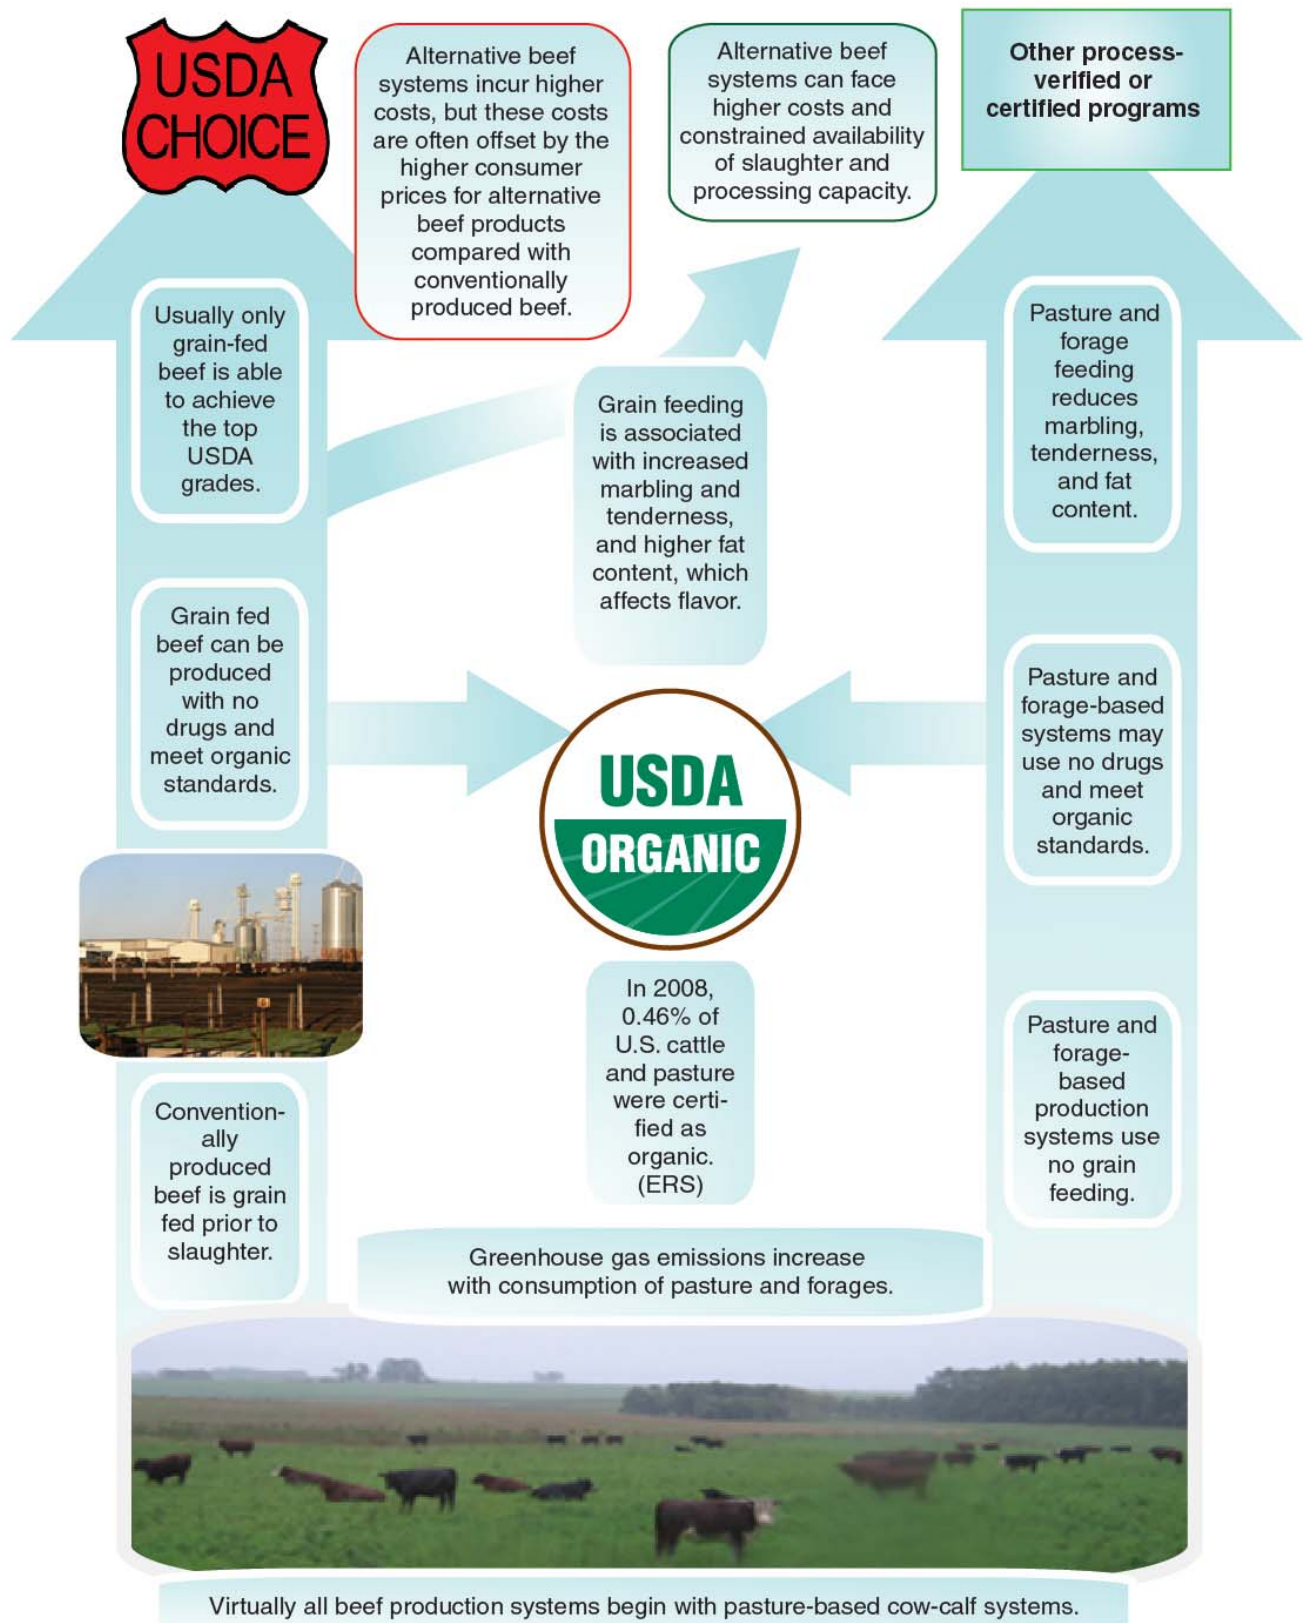 USDA
CHOICE
Alternative beef
systems incur higher
costs, but these costs
are often offset by the
higher consumer
prices for alternative
beef products
compared with
conventionally
produced beef.
Alternative beef
systems can face
higher costs and
constrained availability
of slaughter and
processing capacity.
Other process-
verified or
certified programs
Usually only
grain-fed
beef is able
to achieve
the top
USDA
grades.
Grain feeding
is associated
with increased
marbling and
tenderness,
and higher fat
content, which
affects flavor.
Pasture and
forage
feeding
reduces
marbling,
tenderness,
and fat
content.
Grain fed
beef can be
produced
with no
drugs and
meet organic
standards.
USDA
ORGANIC
Pasture and
forage-based
systems may
use no drugs
and meet
organic
standards.
In 2008,
0.46% of
U.S. cattle
and pasture
were certi-
fied as
organic.
(ERS)
Pasture and
forage-
based
production
systems use
no grain
feeding.
Convention-
ally
produced
beef is grain
fed prior to
slaughter.
Greenhouse gas emissions increase
with consumption of pasture and forages.
Virtually all beef production systems begin with pasture-based cow-calf systems.